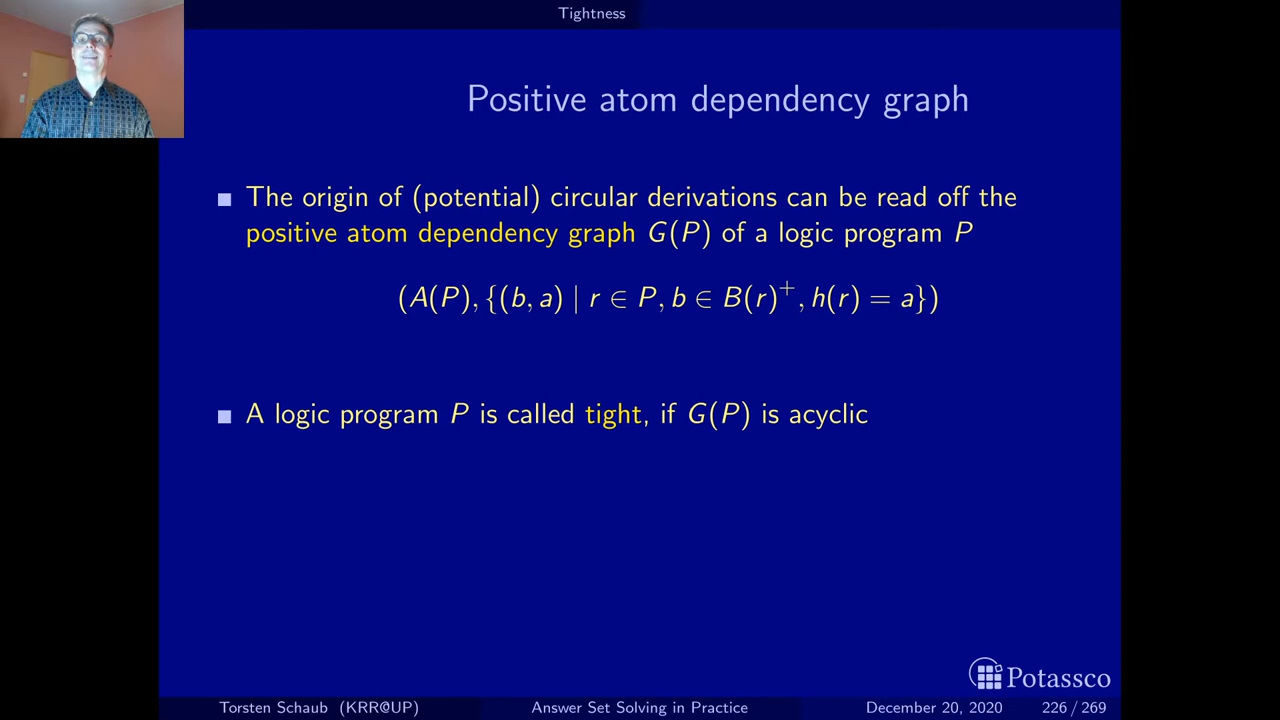 Tightness
Positive atom dependency graph
The origin of (potential) circular derivations can be read off the
positive atom dependency graph G(P) of a logic program P
(A(P), {(b, a) | r ∈ P, b ∈ B(r)⁺, h(r) = a})
A logic program P is called tight, if G(P) is acyclic
Potassco
Torsten Schaub (KRR@UP) Answer Set Solving in Practice December 20, 2020 226 / 269